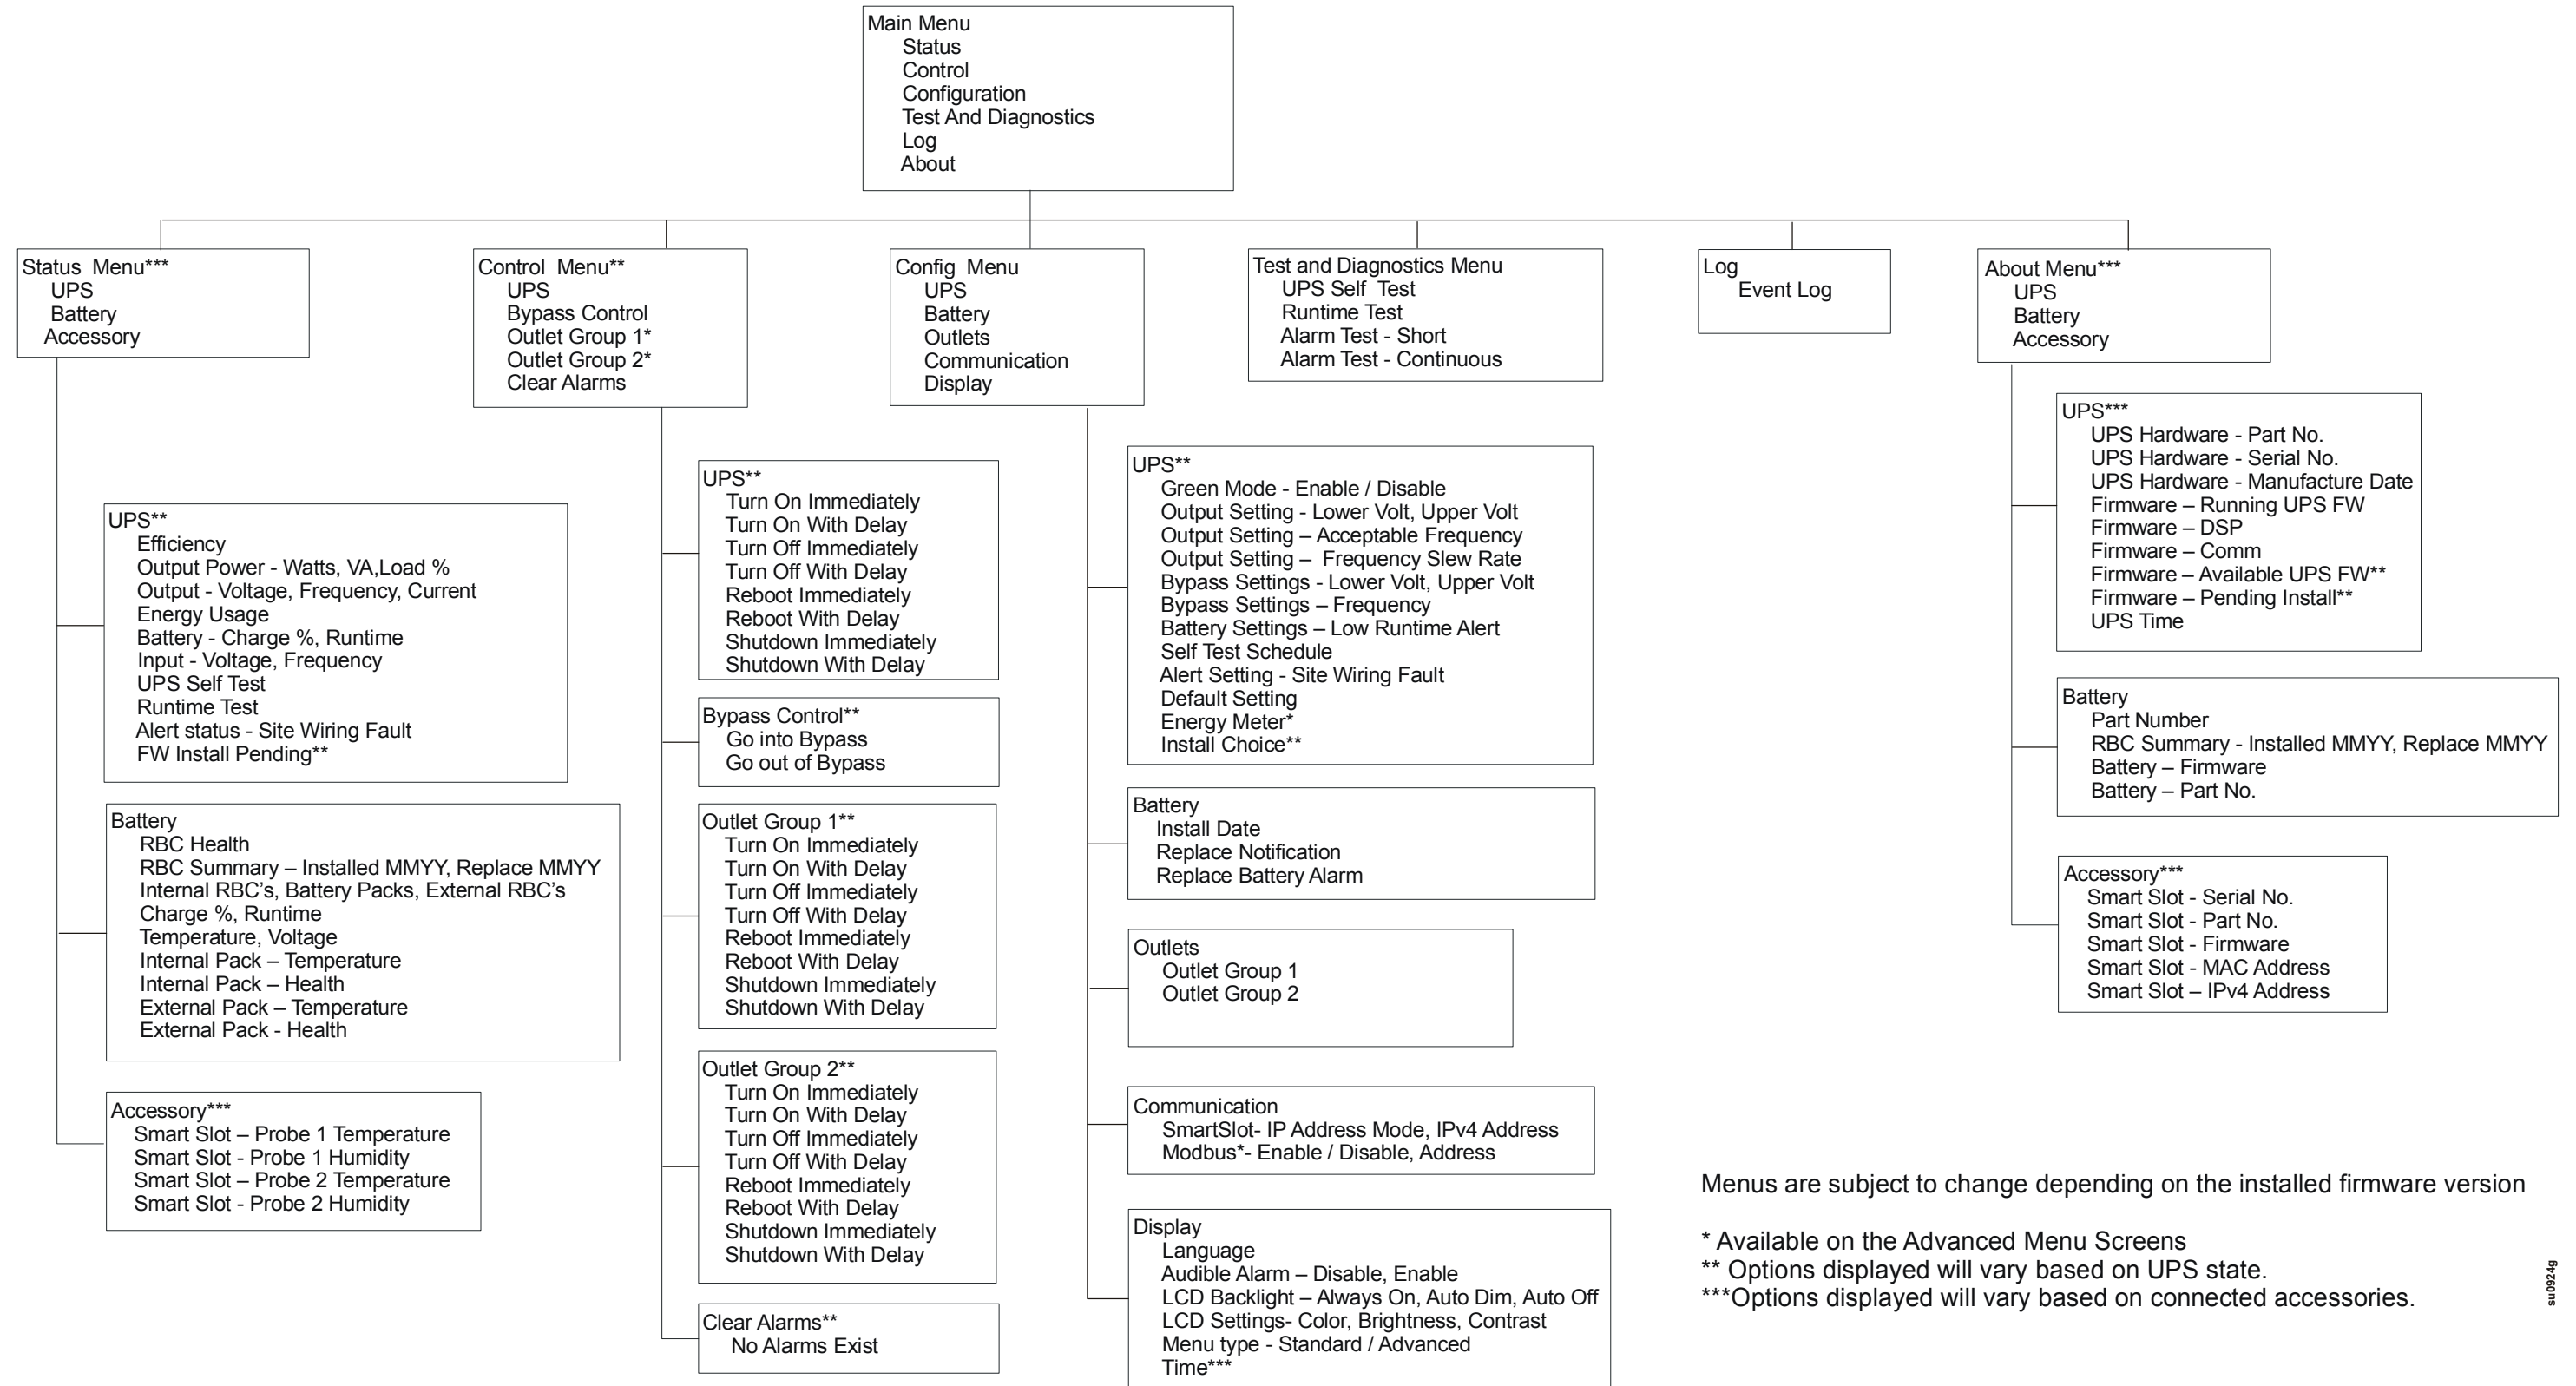 Main Menu
Status
Control
Configuration
Test And Diagnostics
Log
About
Status  Menu***
UPS
Battery
Accessory
UPS**
Efficiency
Output Power - Watts, VA,Load %
Output - Voltage, Frequency, Current
Energy Usage
Battery - Charge %, Runtime
Input - Voltage, Frequency
UPS Self Test
Runtime Test
Alert status - Site Wiring Fault
FW Install Pending**
Battery
RBC Health
RBC Summary – Installed MMYY, Replace MMYY
Internal RBC’s, Battery Packs, External RBC’s
Charge %, Runtime
Temperature, Voltage
Internal Pack – Temperature
Internal Pack – Health
External Pack – Temperature
External Pack - Health
Accessory***
Smart Slot – Probe 1 Temperature
Smart Slot - Probe 1 Humidity
Smart Slot – Probe 2 Temperature
Smart Slot - Probe 2 Humidity
Control  Menu**
UPS
Bypass Control
Outlet Group 1*
Outlet Group 2*
Clear Alarms
UPS**
Turn On Immediately
Turn On With Delay
Turn Off Immediately
Turn Off With Delay
Reboot Immediately
Reboot With Delay
Shutdown Immediately
Shutdown With Delay
Bypass Control**
Go into Bypass
Go out of Bypass
Outlet Group 1**
Turn On Immediately
Turn On With Delay
Turn Off Immediately
Turn Off With Delay
Reboot Immediately
Reboot With Delay
Shutdown Immediately
Shutdown With Delay
Outlet Group 2**
Turn On Immediately
Turn On With Delay
Turn Off Immediately
Turn Off With Delay
Reboot Immediately
Reboot With Delay
Shutdown Immediately
Shutdown With Delay
Clear Alarms**
No Alarms Exist
Config  Menu
UPS
Battery
Outlets
Communication
Display
UPS**
Green Mode - Enable / Disable
Output Setting - Lower Volt, Upper Volt
Output Setting – Acceptable Frequency
Output Setting –  Frequency Slew Rate
Bypass Settings - Lower Volt, Upper Volt
Bypass Settings – Frequency
Battery Settings – Low Runtime Alert
Self Test Schedule
Alert Setting - Site Wiring Fault
Default Setting
Energy Meter*
Install Choice**
Battery
Install Date
Replace Notification
Replace Battery Alarm
Outlets
Outlet Group 1
Outlet Group 2
Communication
SmartSlot- IP Address Mode, IPv4 Address
Modbus*- Enable / Disable, Address
Display
Language
Audible Alarm – Disable, Enable
LCD Backlight – Always On, Auto Dim, Auto Off
LCD Settings- Color, Brightness, Contrast
Menu type - Standard / Advanced
Time***
Test and Diagnostics Menu
UPS Self  Test
Runtime Test
Alarm Test - Short
Alarm Test - Continuous
Log
Event Log
About Menu***
UPS
Battery
Accessory
UPS***
UPS Hardware - Part No.
UPS Hardware - Serial No.
UPS Hardware - Manufacture Date
Firmware – Running UPS FW
Firmware – DSP
Firmware – Comm
Firmware – Available UPS FW**
Firmware – Pending Install**
UPS Time
Battery
Part Number
RBC Summary - Installed MMYY, Replace MMYY
Battery – Firmware
Battery – Part No.
Accessory***
Smart Slot - Serial No.
Smart Slot - Part No.
Smart Slot - Firmware
Smart Slot - MAC Address
Smart Slot – IPv4 Address
Menus are subject to change depending on the installed firmware version
* Available on the Advanced Menu Screens
** Options displayed will vary based on UPS state.
***Options displayed will vary based on connected accessories.
su0924g